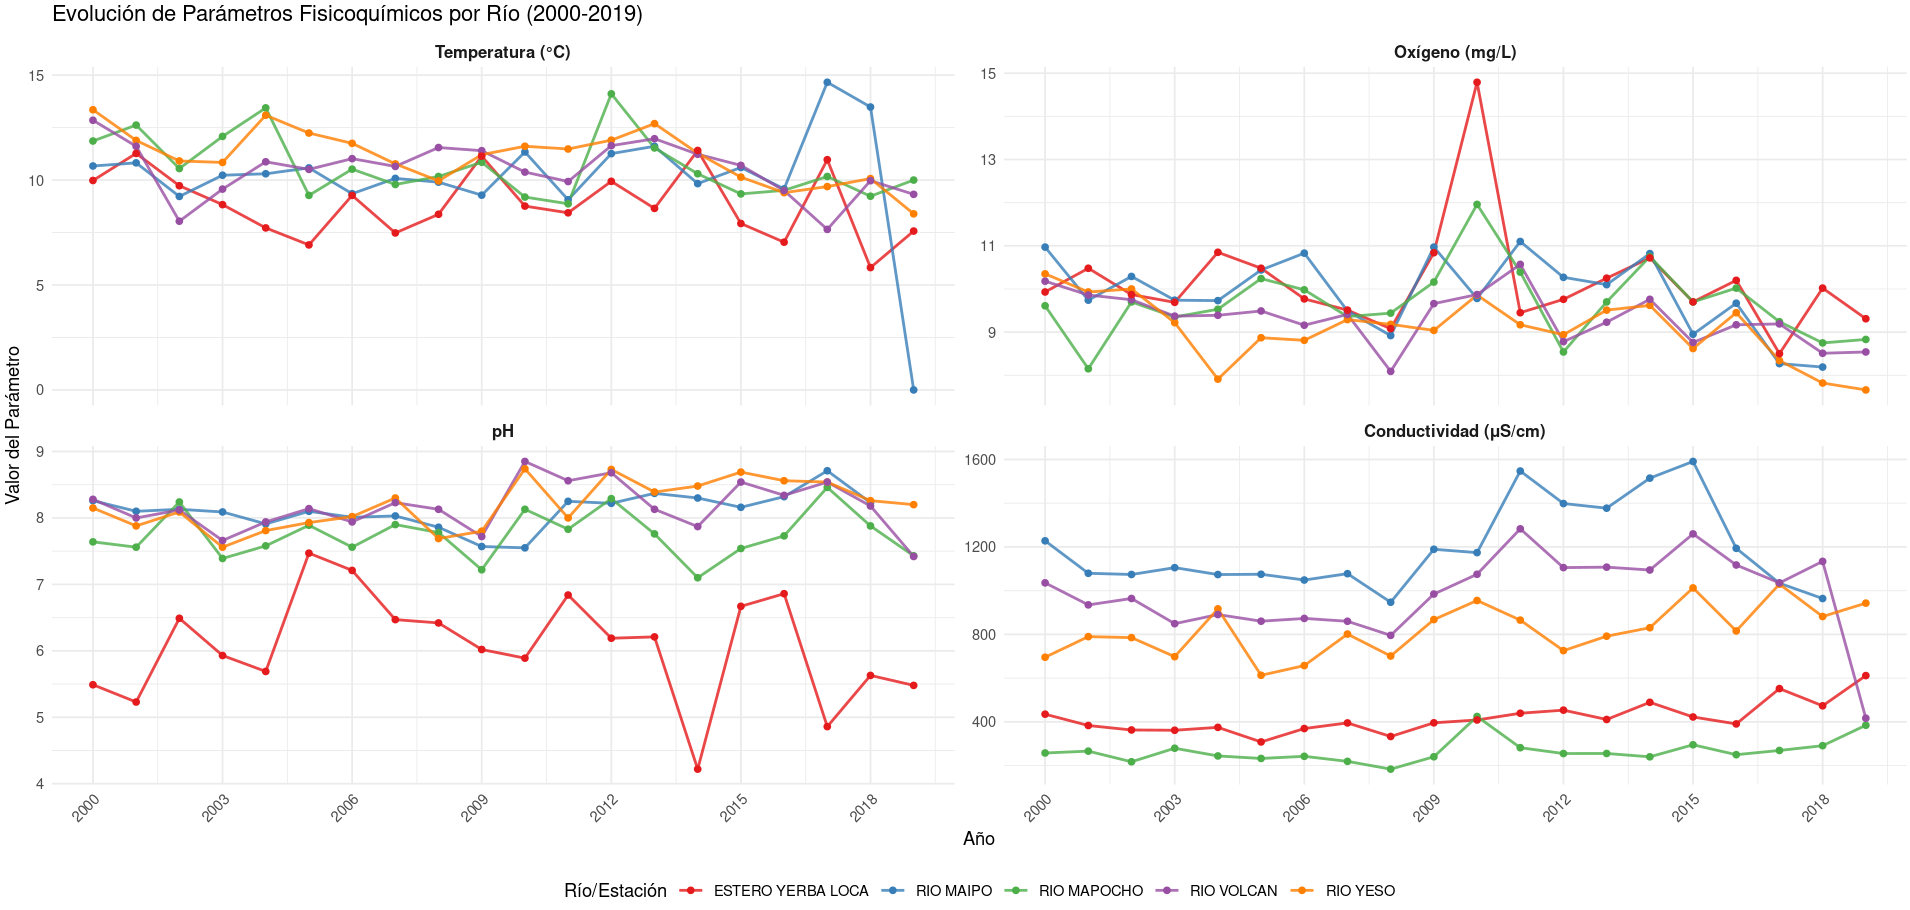 Evolución de Parámetros Fisicoquímicos por Río (2000-2019)
Temperatura (°C)
Oxígeno (mg/L)
15
10
5
0
15
13
11
9
pH
Conductividad (µS/cm)
9
8
7
6
5
4
1600
1200
800
400
Valor del Parámetro
2000 2003 2006 2009 2012 2015 2018
2000 2003 2006 2009 2012 2015 2018
Año
Río/Estación ESTERO YERBA LOCA RIO MAIPO RIO MAPOCHO RIO VOLCAN RIO YESO